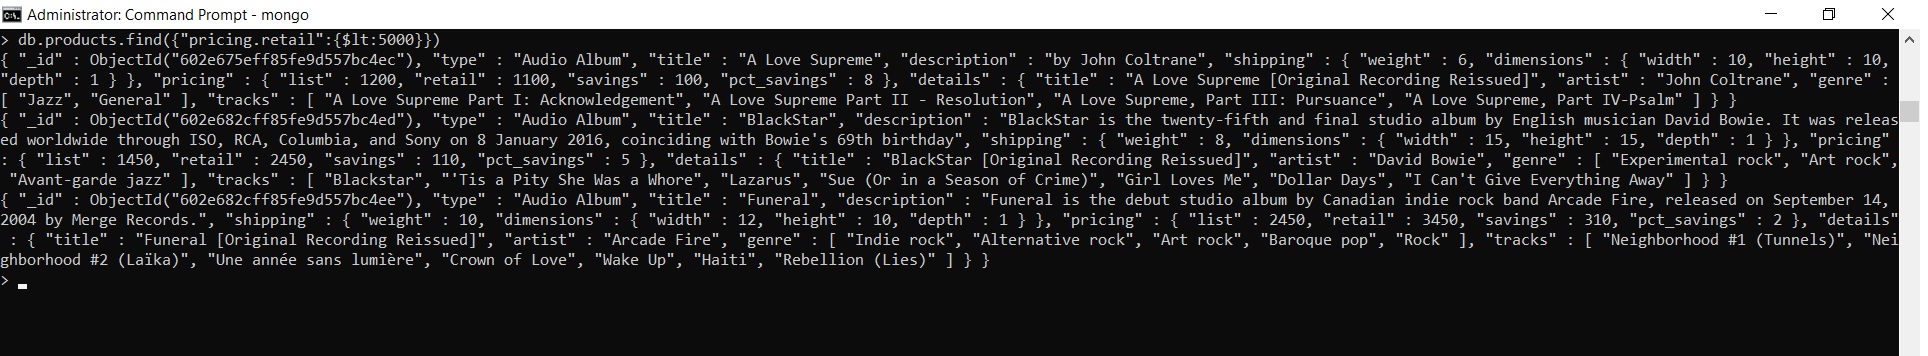 Administrator: Command Prompt - mongo
> db.products.find({"pricing.retail":{$lt:5000}})
{ "_id" : ObjectId("602e675eff85fe9d557bc4ec"), "type" : "Audio Album", "title" : "A Love Supreme", "description" : "by John Coltrane", "shipping" : { "weight" : 6, "dimensions" : { "width" : 10, "height" : 10,
"depth" : 1 } }, "pricing" : { "list" : 1200, "retail" : 1100, "savings" : 100, "pct_savings" : 8 }, "details" : { "title" : "A Love Supreme [Original Recording Reissued]", "artist" : "John Coltrane", "genre" :
[ "Jazz", "General" ], "tracks" : [ "A Love Supreme Part I: Acknowledgement", "A Love Supreme Part II - Resolution", "A Love Supreme, Part III: Pursuance", "A Love Supreme, Part IV-Psalm" ] } }
{ "_id" : ObjectId("602e682cff85fe9d557bc4ed"), "type" : "Audio Album", "title" : "BlackStar", "description" : "BlackStar is the twenty-fifth and final studio album by English musician David Bowie. It was releas
ed worldwide through ISO, RCA, Columbia, and Sony on 8 January 2016, coinciding with Bowie's 69th birthday", "shipping" : { "weight" : 8, "dimensions" : { "width" : 15, "height" : 15, "depth" : 1 } }, "pricing"
: { "list" : 1450, "retail" : 2450, "savings" : 110, "pct_savings" : 5 }, "details" : { "title" : "BlackStar [Original Recording Reissued]", "artist" : "David Bowie", "genre" : [ "Experimental rock", "Art rock",
"Avant-garde jazz" ], "tracks" : [ "Blackstar", "'Tis a Pity She Was a Whore", "Lazarus", "Sue (Or in a Season of Crime)", "Girl Loves Me", "Dollar Days", "I Can't Give Everything Away" ] } }
{ "_id" : ObjectId("602e682cff85fe9d557bc4ee"), "type" : "Audio Album", "title" : "Funeral", "description" : "Funeral is the debut studio album by Canadian indie rock band Arcade Fire, released on September 14,
2004 by Merge Records.", "shipping" : { "weight" : 10, "dimensions" : { "width" : 12, "height" : 10, "depth" : 1 } }, "pricing" : { "list" : 2450, "retail" : 3450, "savings" : 310, "pct_savings" : 2 }, "details"
: { "title" : "Funeral [Original Recording Reissued]", "artist" : "Arcade Fire", "genre" : [ "Indie rock", "Alternative rock", "Art rock", "Baroque pop", "Rock" ], "tracks" : [ "Neighborhood #1 (Tunnels)", "Nei
ghborhood #2 (Laïka)", "Une année sans lumière", "Crown of Love", "Wake Up", "Haiti", "Rebellion (Lies)" ] } }
>